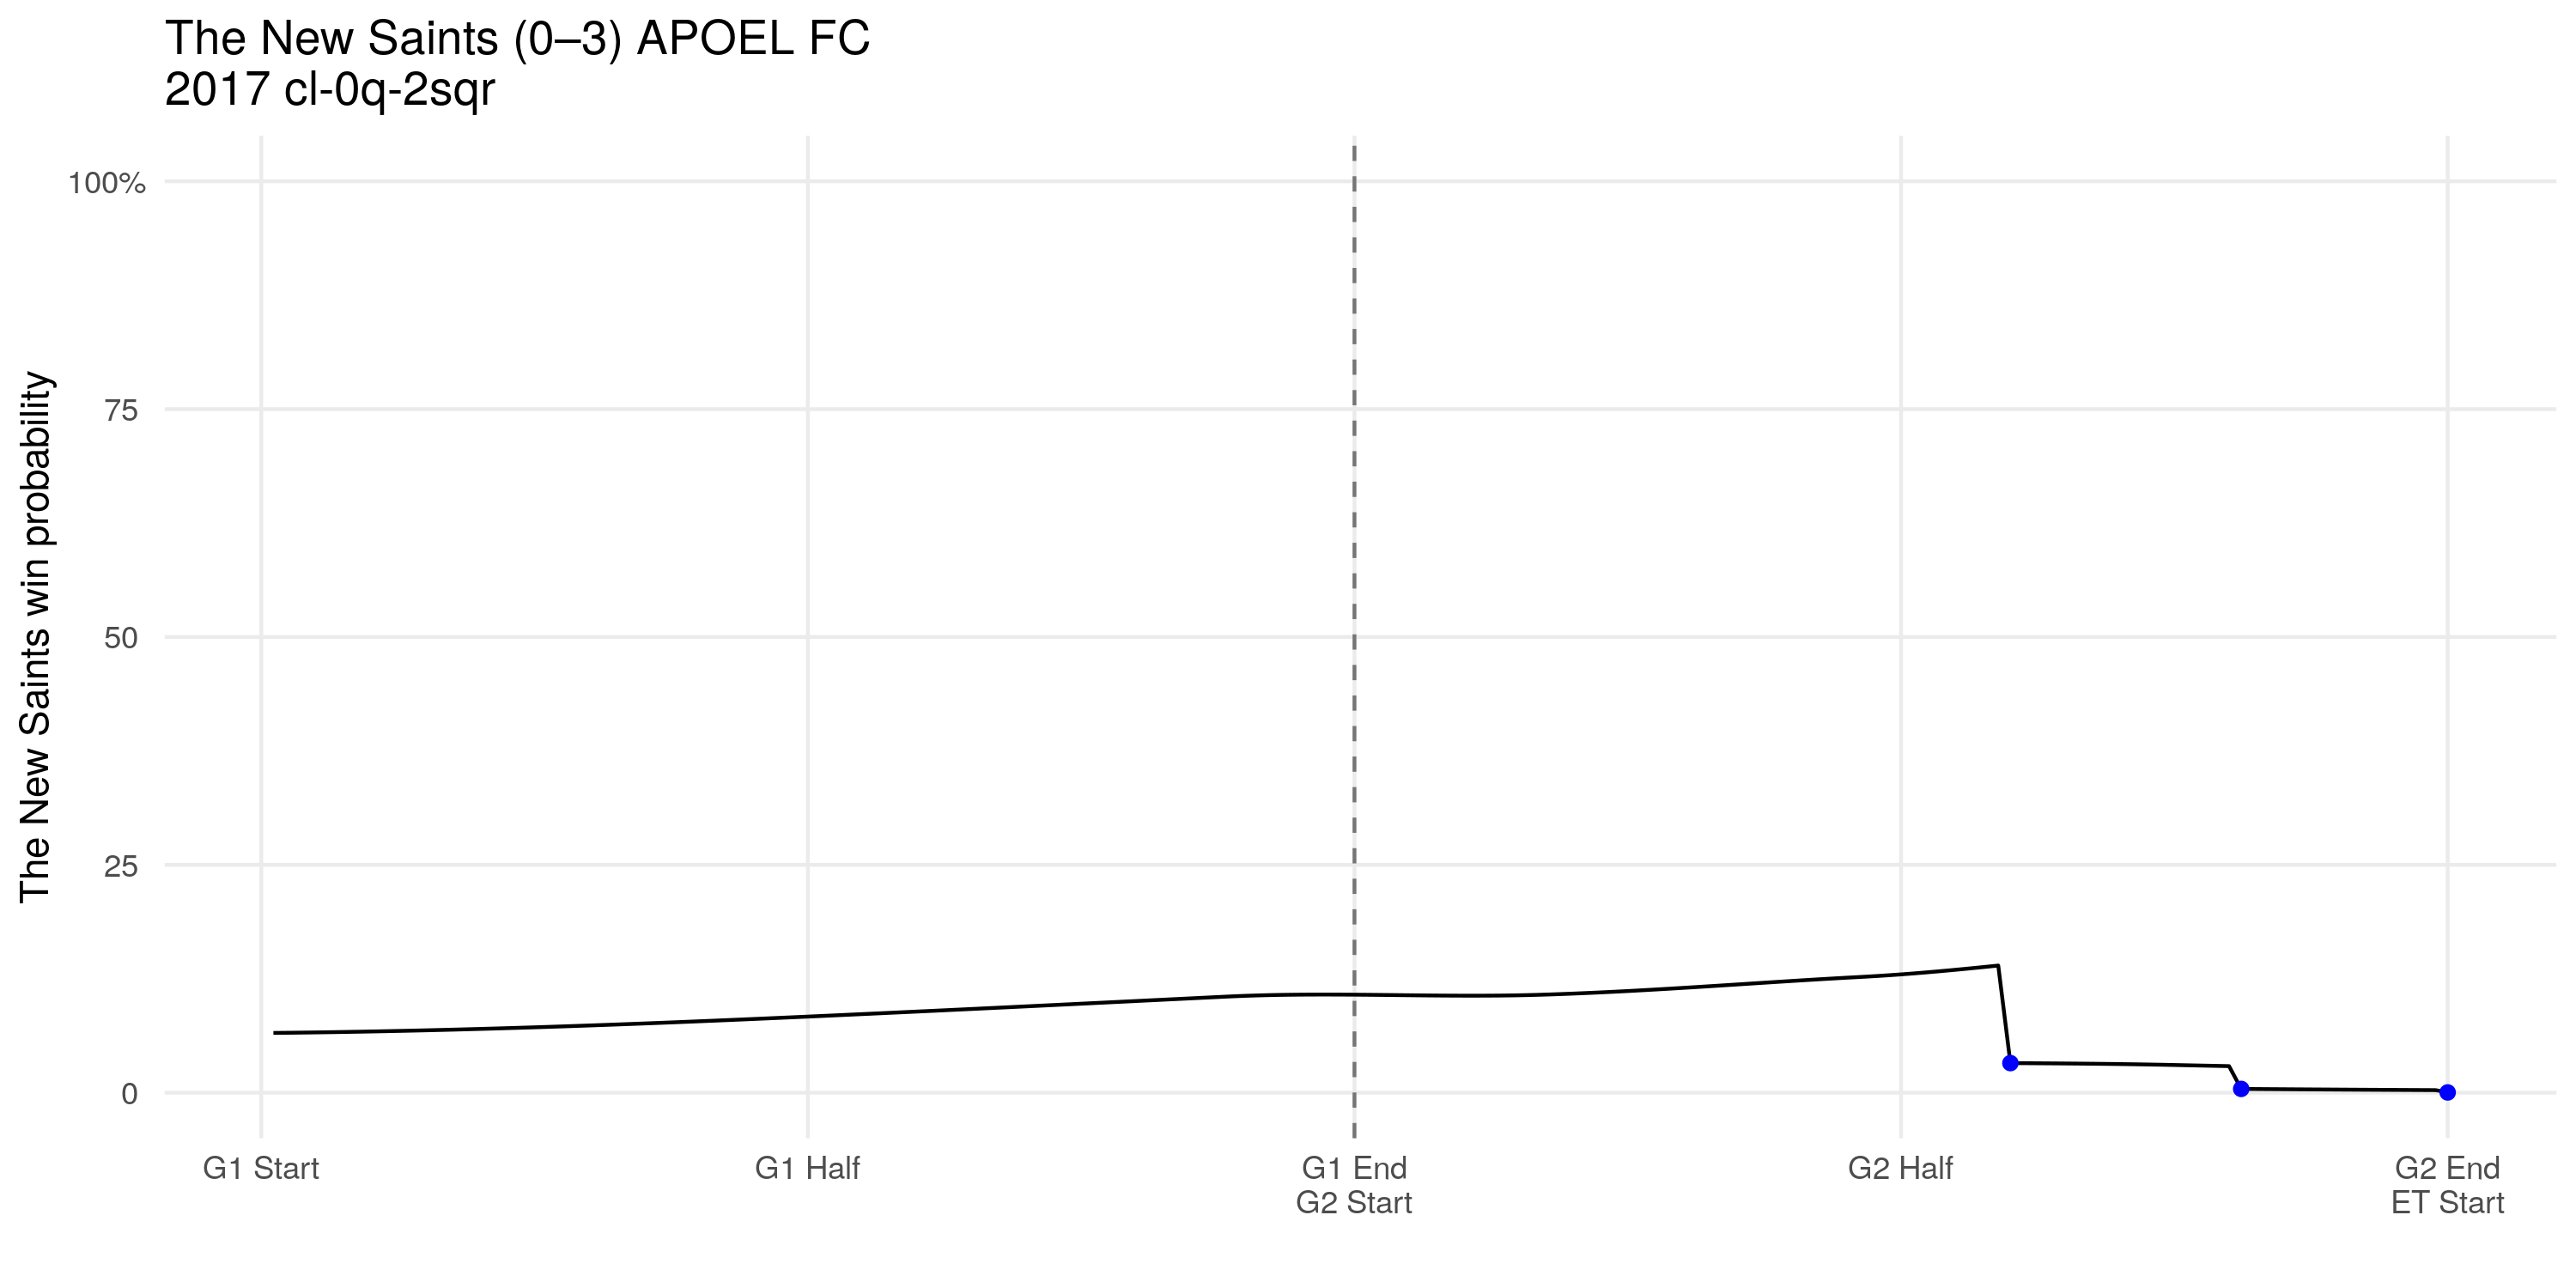 The New Saints (0–3) APOEL FC
2017 cl-0q-2sqr
The New Saints win probability
100%
75
50
25
0
G1 Start
G1 Half
G1 End
G2 Start
G2 Half
G2 End
ET Start